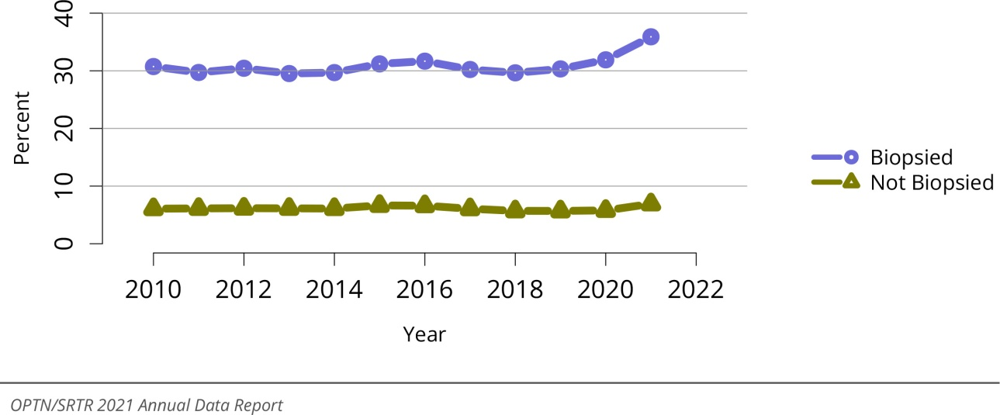 40
30
20
10
0
Percent
Biopsied
Not Biopsied
2010 2012 2014 2016 2018 2020 2022
Year
OPTN/SRTR 2021 Annual Data Report